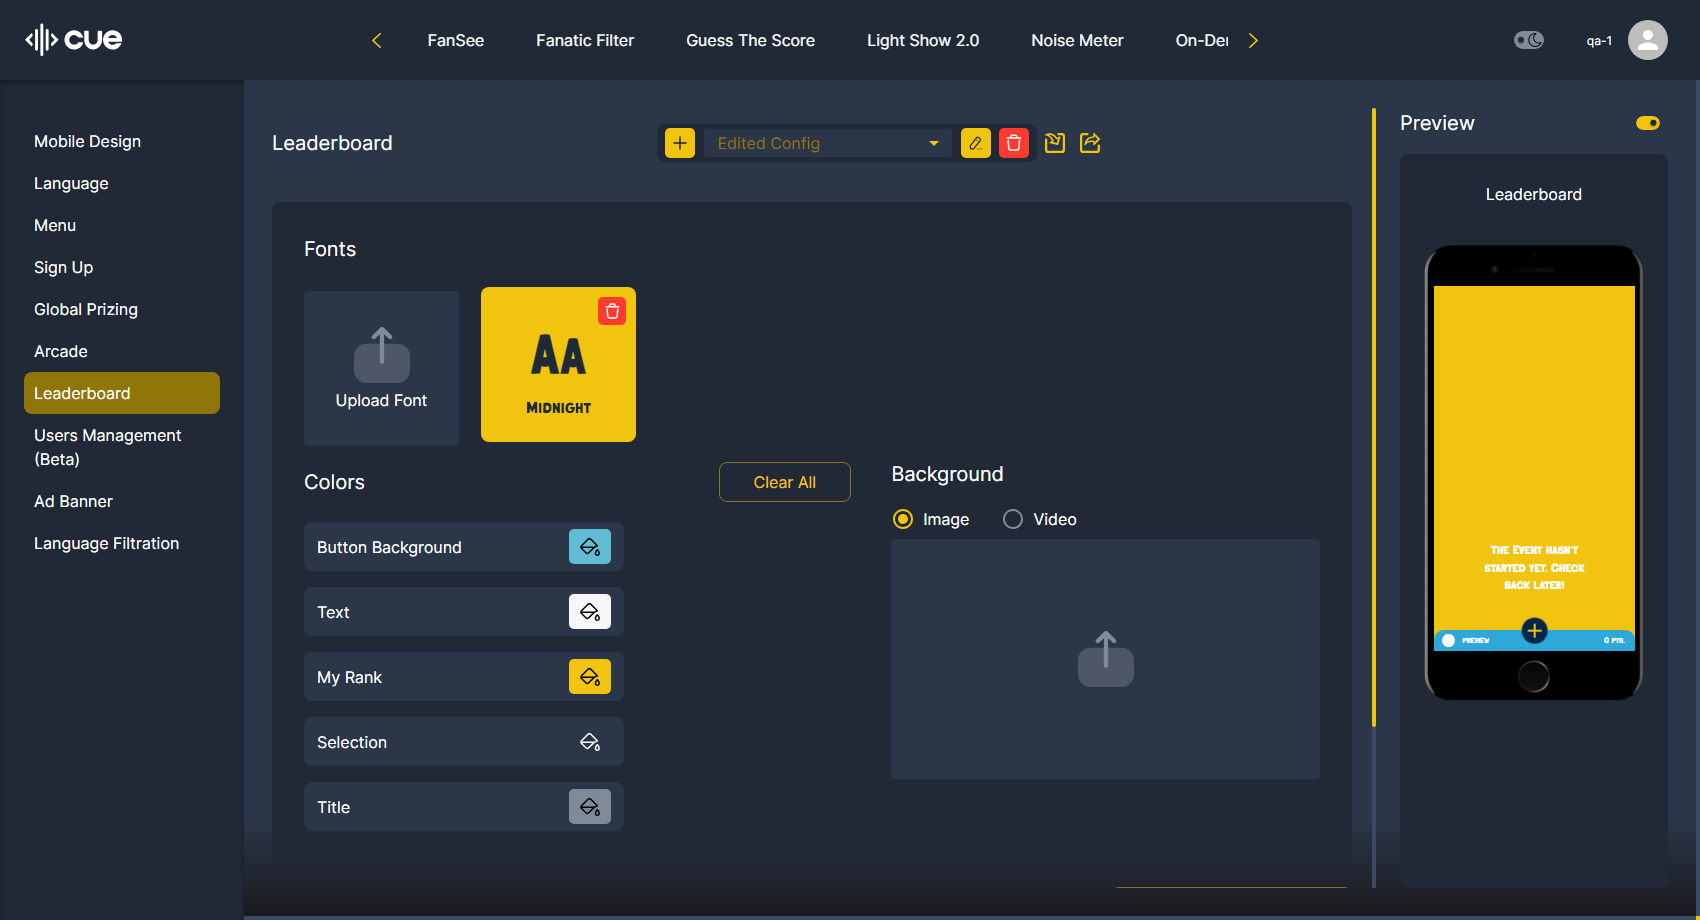 cue
FanSee
Fanatic Filter
Guess The Score
Light Show 2.0
Noise Meter
On-De
qa-1
Mobile Design
Language
Menu
Sign Up
Global Prizing
Arcade
Leaderboard
Users Management
(Beta)
Ad Banner
Language Filtration
Leaderboard
Edited Config
Fonts
Upload Font
AA
MIDNIGHT
Colors
Clear All
Button Background
Text
My Rank
Selection
Title
Background
Image
Video
Preview
Leaderboard
THE EVENT HASN'T
STARTED YET. CHECK
BACK LATER!
PREVIEW
0 PTS.